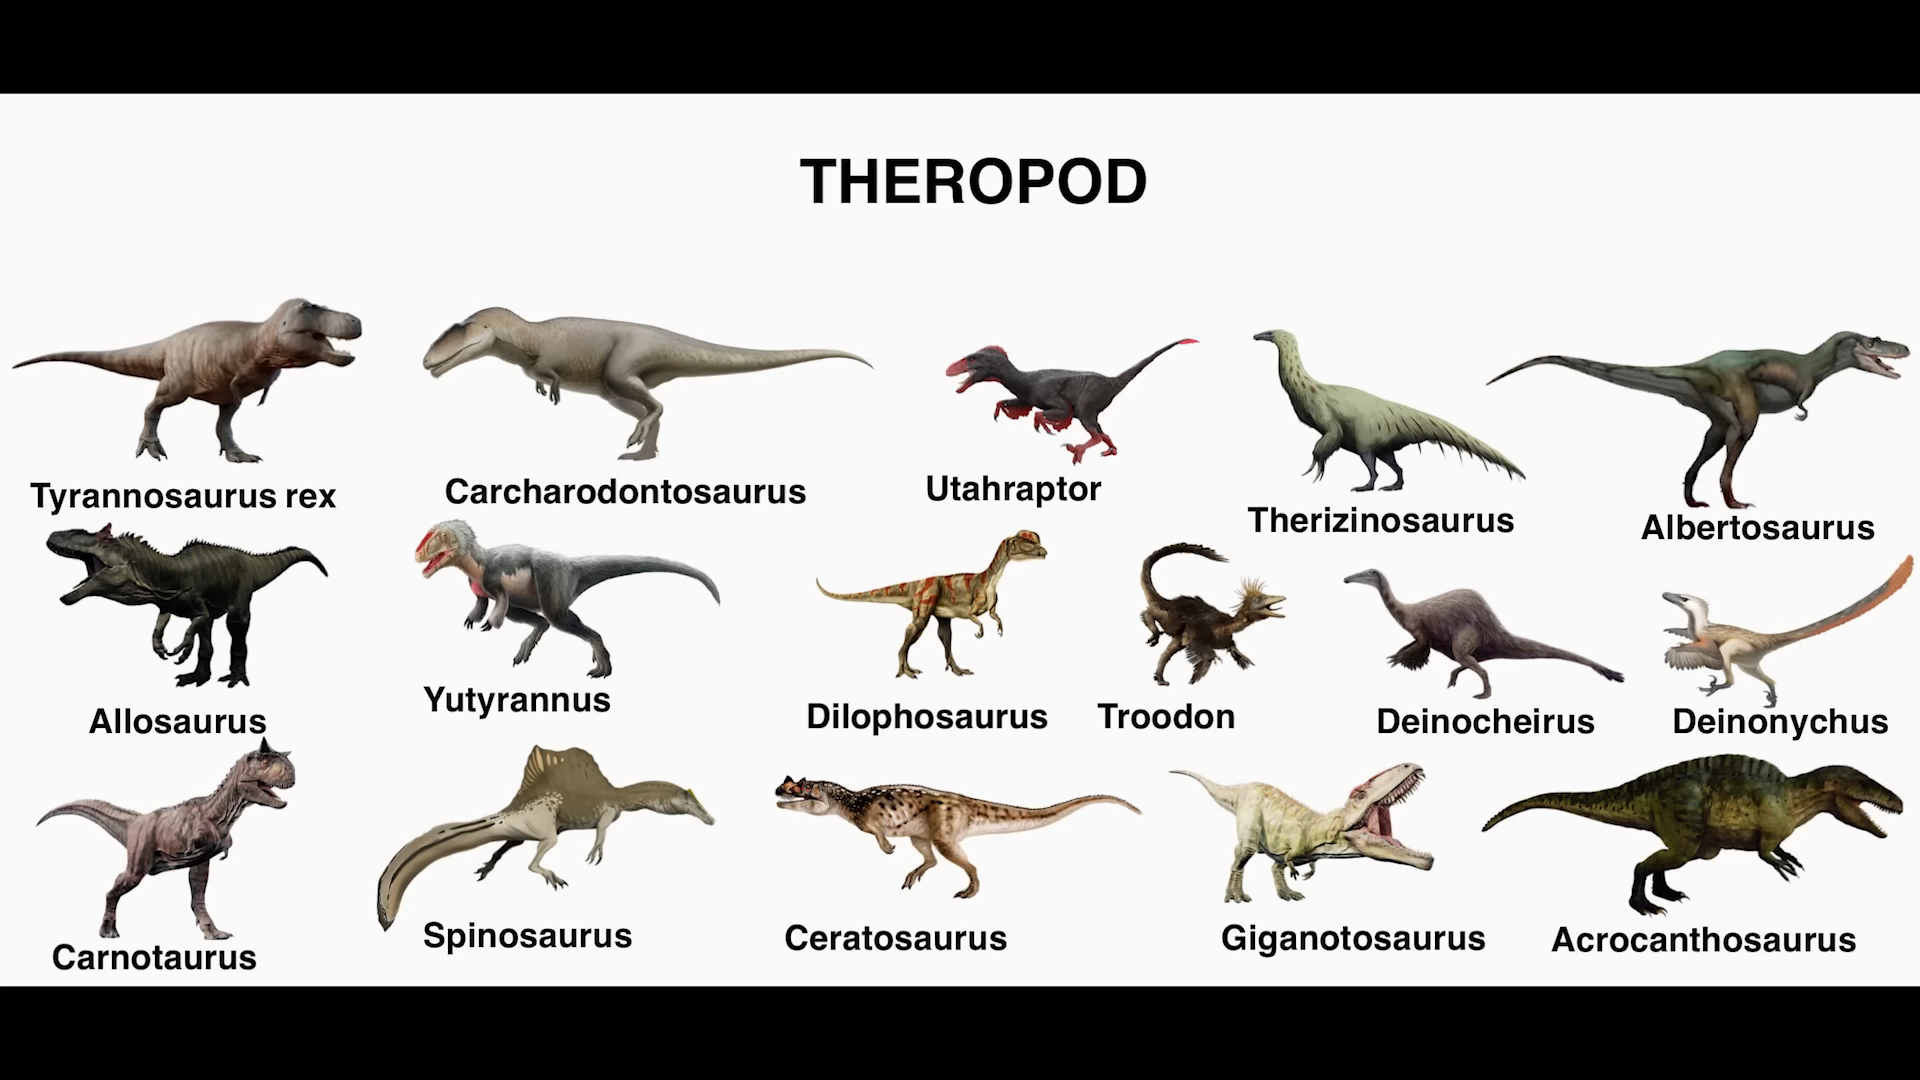 THEROPOD
Tyrannosaurus rex
Carcharodontosaurus
Utahraptor
Therizinosaurus
Albertosaurus
Allosaurus
Yutyrannus
Dilophosaurus
Troodon
Deinocheirus
Deinonychus
Carnotaurus
Spinosaurus
Ceratosaurus
Giganotosaurus
Acrocanthosaurus